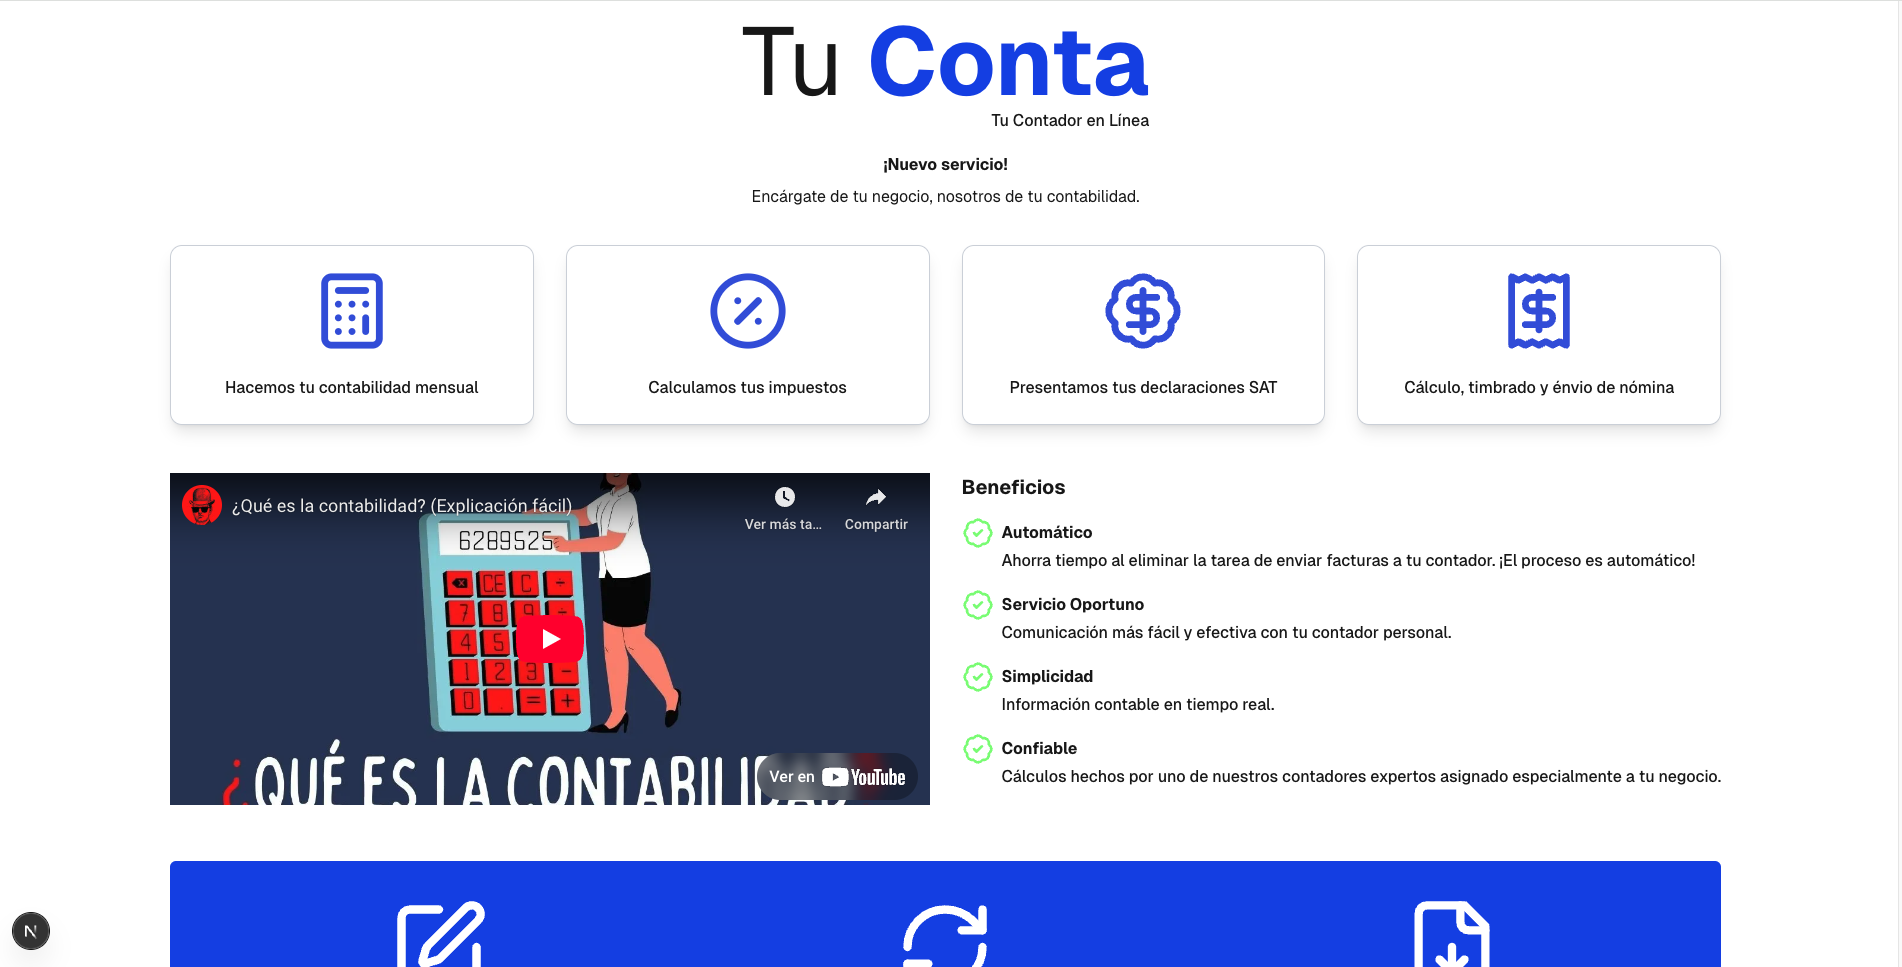 Tu Conta
Tu Contador en Línea
¡Nuevo servicio!
Encárgate de tu negocio, nosotros de tu contabilidad.
Hacemos tu contabilidad mensual
Calculamos tus impuestos
Presentamos tus declaraciones SAT
Cálculo, timbrado y énvio de nómina
¿Qué es la contabilidad? (Explicación fácil)
Ver más ta...
Compartir
6289525
CE C ÷
7 8 9 ÷
4 5
1 2 3 −
0 . = +
¿QUÉ ES LA CONTABILIDAD
Ver en YouTube
Beneficios
Automático
Ahorra tiempo al eliminar la tarea de enviar facturas a tu contador. ¡El proceso es automático!
Servicio Oportuno
Comunicación más fácil y efectiva con tu contador personal.
Simplicidad
Información contable en tiempo real.
Confiable
Cálculos hechos por uno de nuestros contadores expertos asignado especialmente a tu negocio.
N